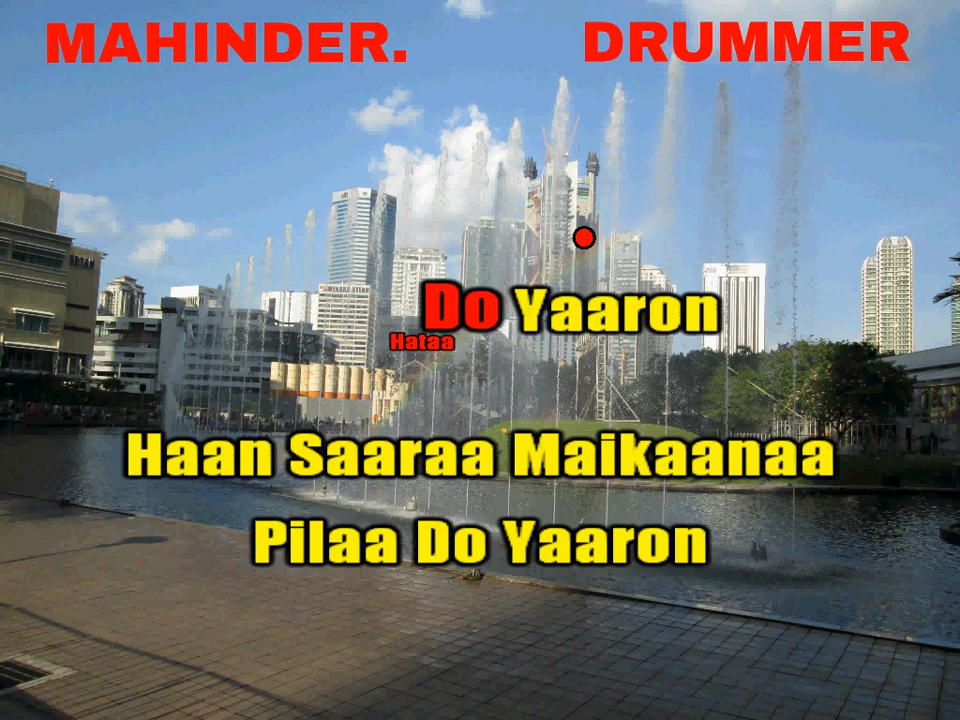 MAHINDER. DRUMMER
Do Yaaron
Hataa
Haan Saaraa Maikaanaa
Pilaa Do Yaaron